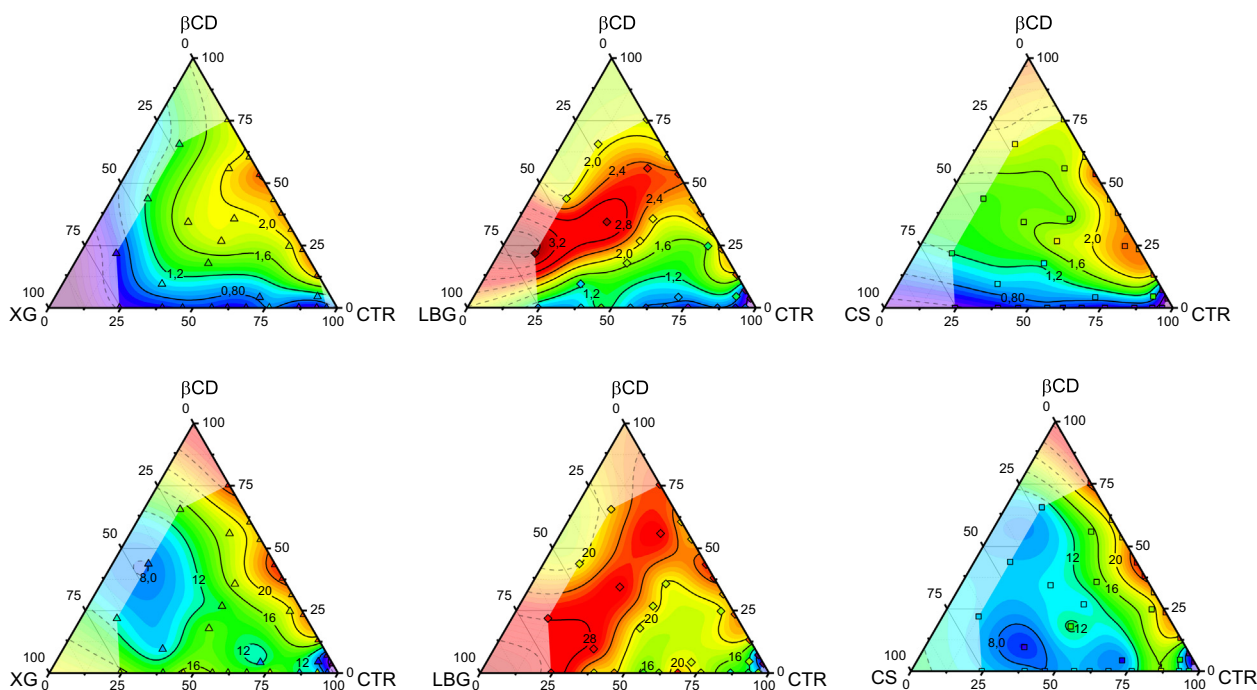 βCD βCD βCD
0 0 0
100 100 100
25 25 25
75 75 75
50 50 50
2,0 2,4
50 50 50
2,4
75 75 75
2,0 2,8 2,0
25 25 25
1,6 3,2 2,0 1,6 1,6
1,2 1,2 1,2
100 0,80 100 1,2 100 0,80
XG 0 CTR LBG 0 CTR CS 0 CTR
0 25 50 75 100 0 25 50 75 100 0 25 50 75 100
βCD βCD βCD
0 0 0
100 100 100
25 25 25
75 75 75
50 50 50
20 20
50 50 50
8,0 12 12 20
20 16
75 75 75
16 20
25 25 25
12
100 12 12 100 28 16 100 8,0
16 20
XG 0 CTR LBG 0 CTR CS 0 CTR
0 25 50 75 100 0 25 50 75 100 0 25 50 75 100